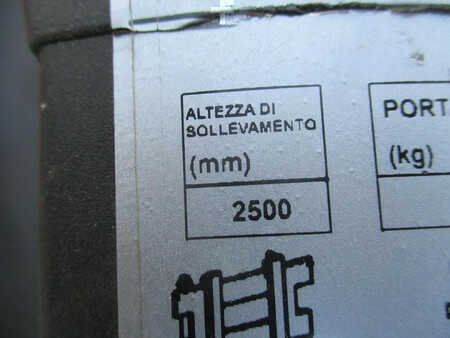 ALTEZZA DI
SOLLEVAMENTO
(mm)
2500
PORT
(kg)